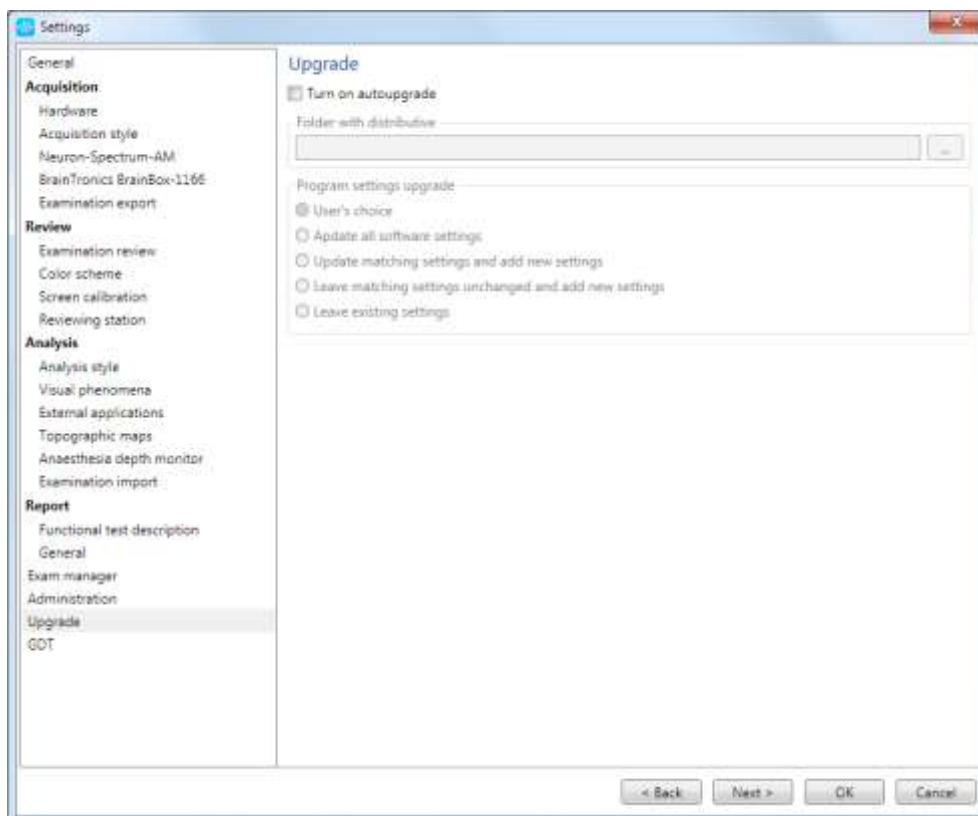 Settings
General
Acquisition
Hardware
Acquisition style
Neuron-Spectrum-AM
BrainTronics BrainBox-1166
Examination export
Review
Examination review
Color scheme
Screen calibration
Reviewing station
Analysis
Analysis style
Visual phenomena
External applications
Topographic maps
Anaesthesia depth monitor
Examination import
Report
Functional test description
General
Exam manager
Administration
Upgrade
GDT
Upgrade
Turn on autoupgrade
Folder with distributive
...
Program settings upgrade
User's choice
Apdate all software settings
Update matching settings and add new settings
Leave matching settings unchanged and add new settings
Leave existing settings
< Back
Next >
OK
Cancel